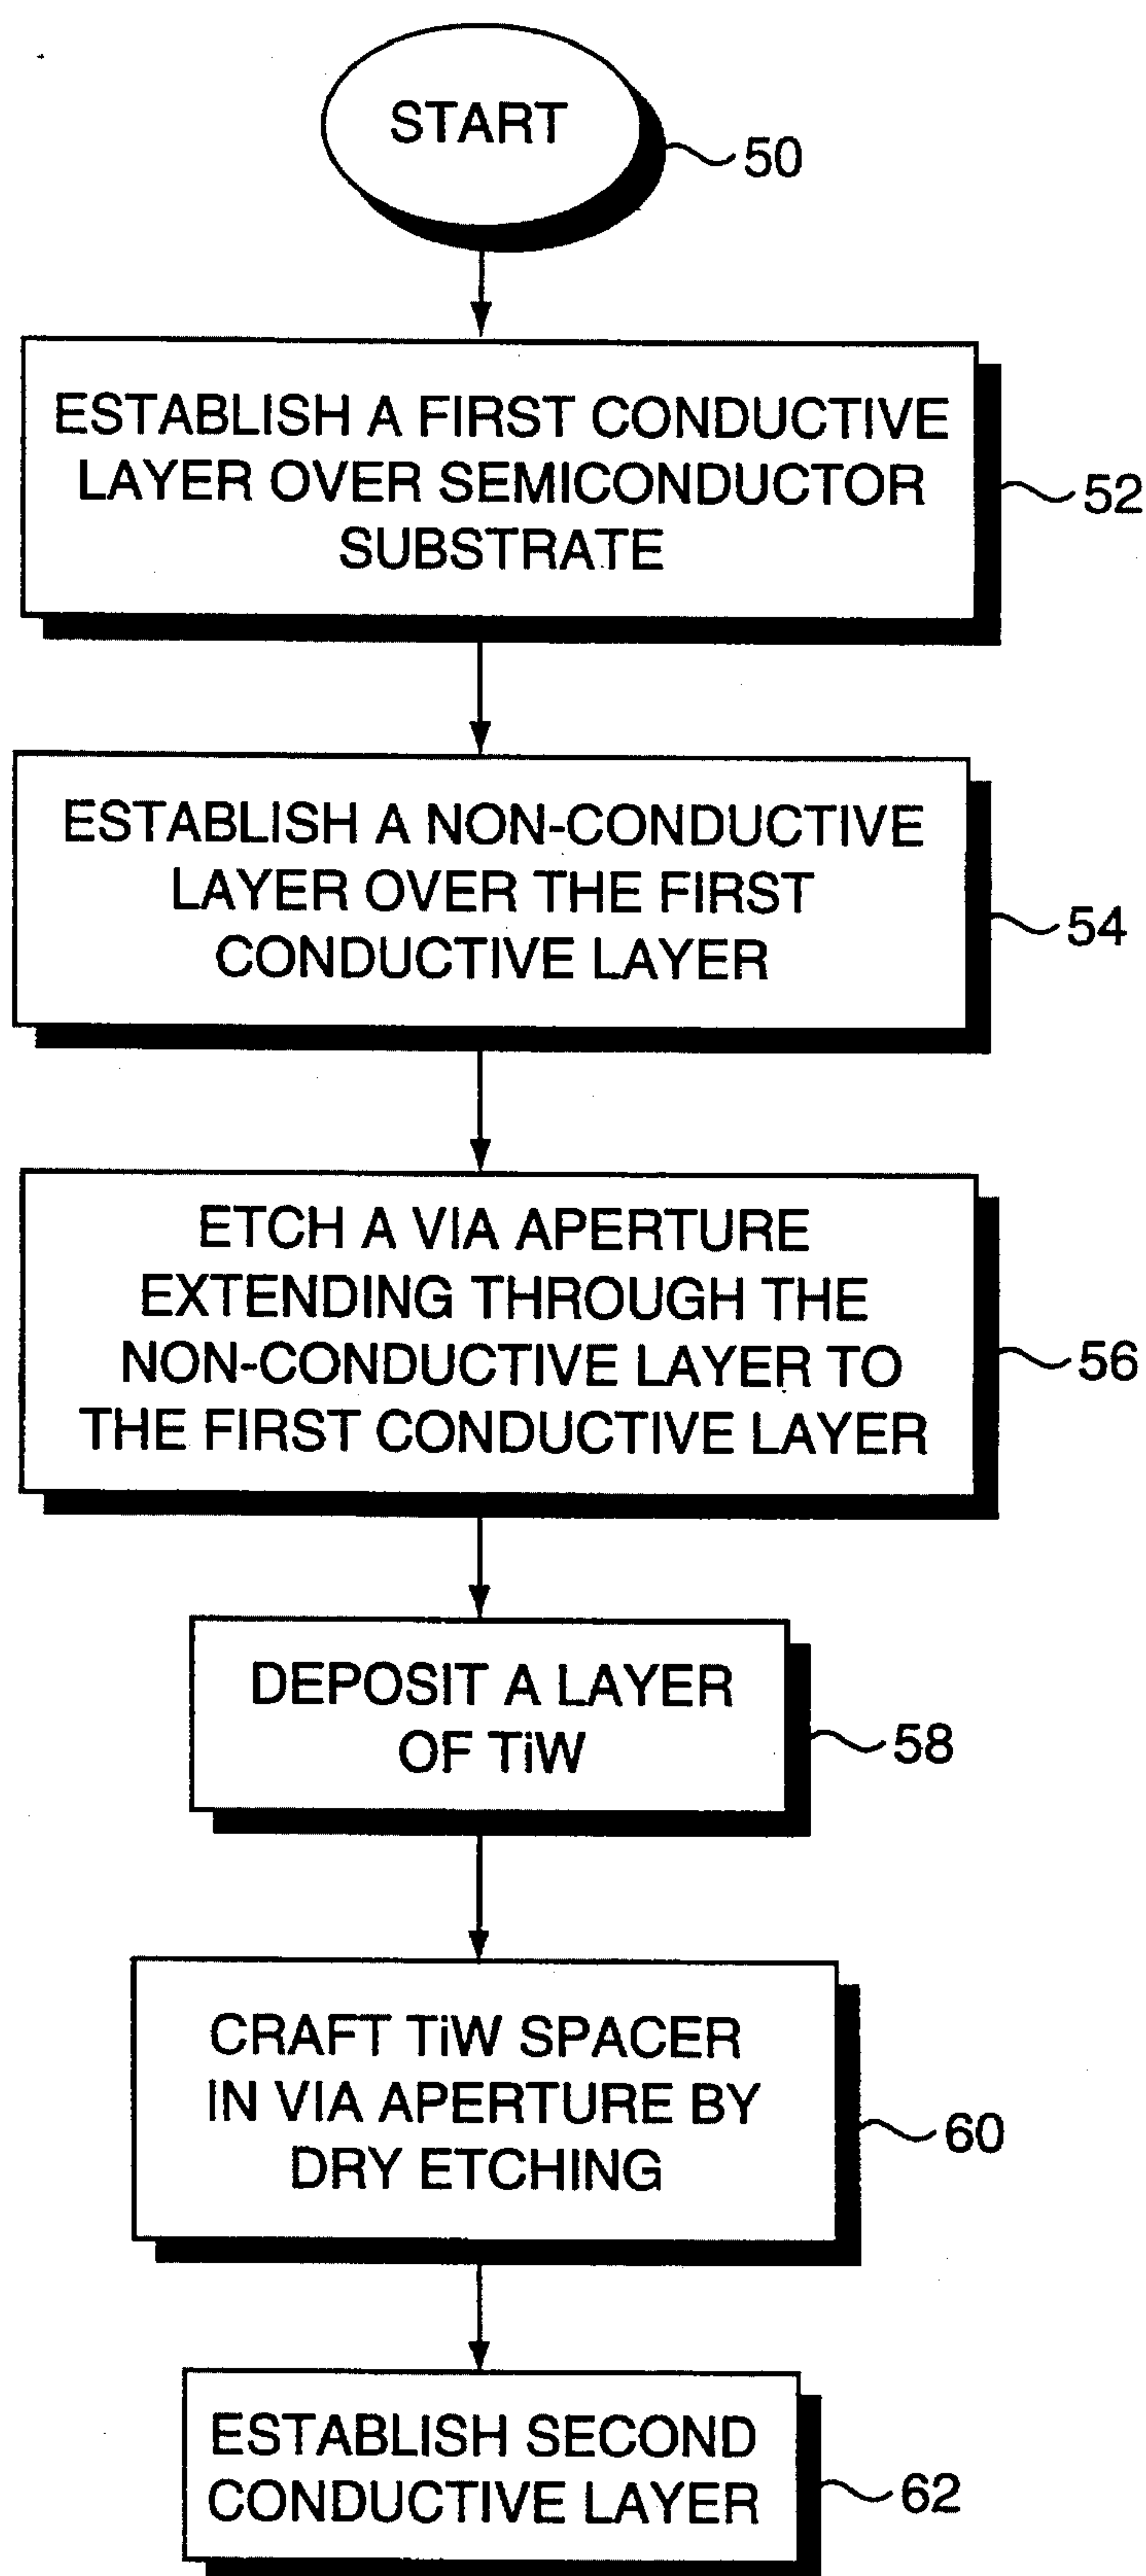 START
50
ESTABLISH A FIRST CONDUCTIVE
LAYER OVER SEMICONDUCTOR
SUBSTRATE
52
ESTABLISH A NON-CONDUCTIVE
LAYER OVER THE FIRST
CONDUCTIVE LAYER
54
ETCH A VIA APERTURE
EXTENDING THROUGH THE
NON-CONDUCTIVE LAYER TO
THE FIRST CONDUCTIVE LAYER
56
DEPOSIT A LAYER
OF TiW
58
CRAFT TiW SPACER
IN VIA APERTURE BY
DRY ETCHING
60
ESTABLISH SECOND
CONDUCTIVE LAYER
62